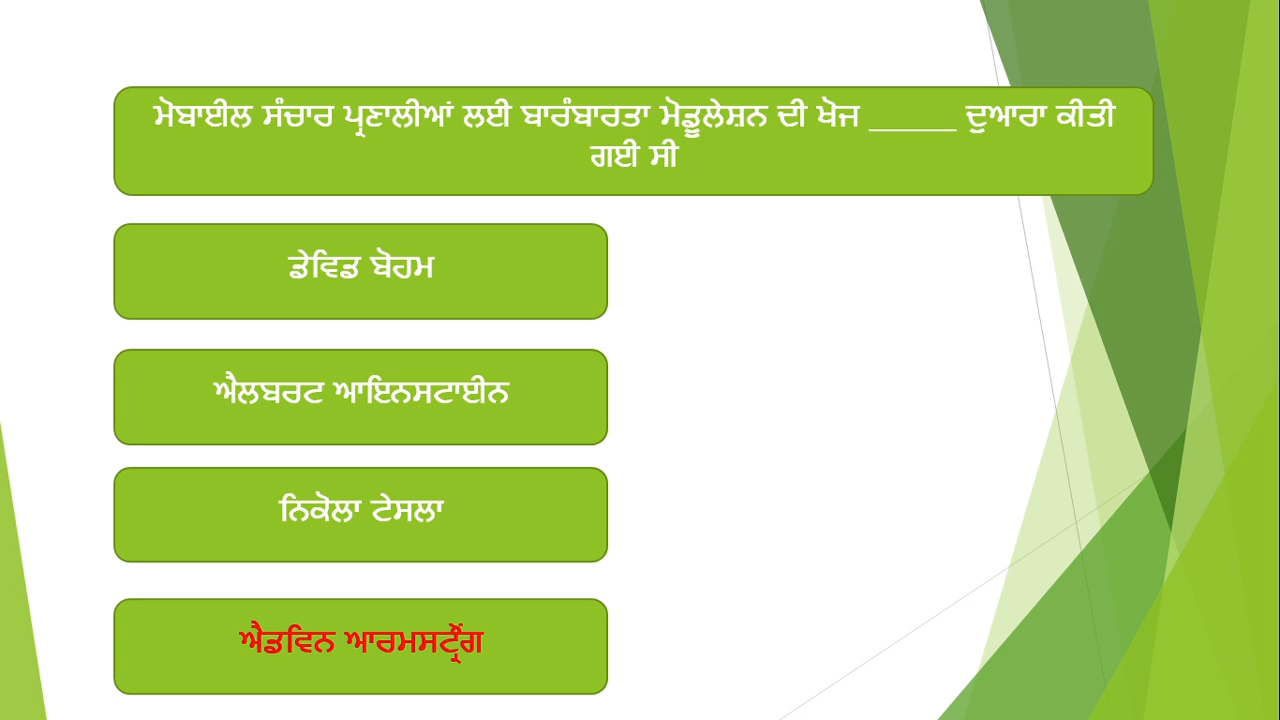 ਮੋਬਾਈਲ ਸੰਚਾਰ ਪ੍ਰਣਾਲੀਆਂ ਲਈ ਬਾਰੰਬਾਰਤਾ ਮੋਡੂਲੇਸ਼ਨ ਦੀ ਖੋਜ ______ ਦੁਆਰਾ ਕੀਤੀ
ਗਈ ਸੀ
ਡੇਵਿਡ ਬੋਹਮ
ਐਲਬਰਟ ਆਇਨਸਟਾਈਨ
ਨਿਕੋਲਾ ਟੇਸਲਾ
ਐਡਵਿਨ ਆਰਮਸਟ੍ਰੌਂਗ